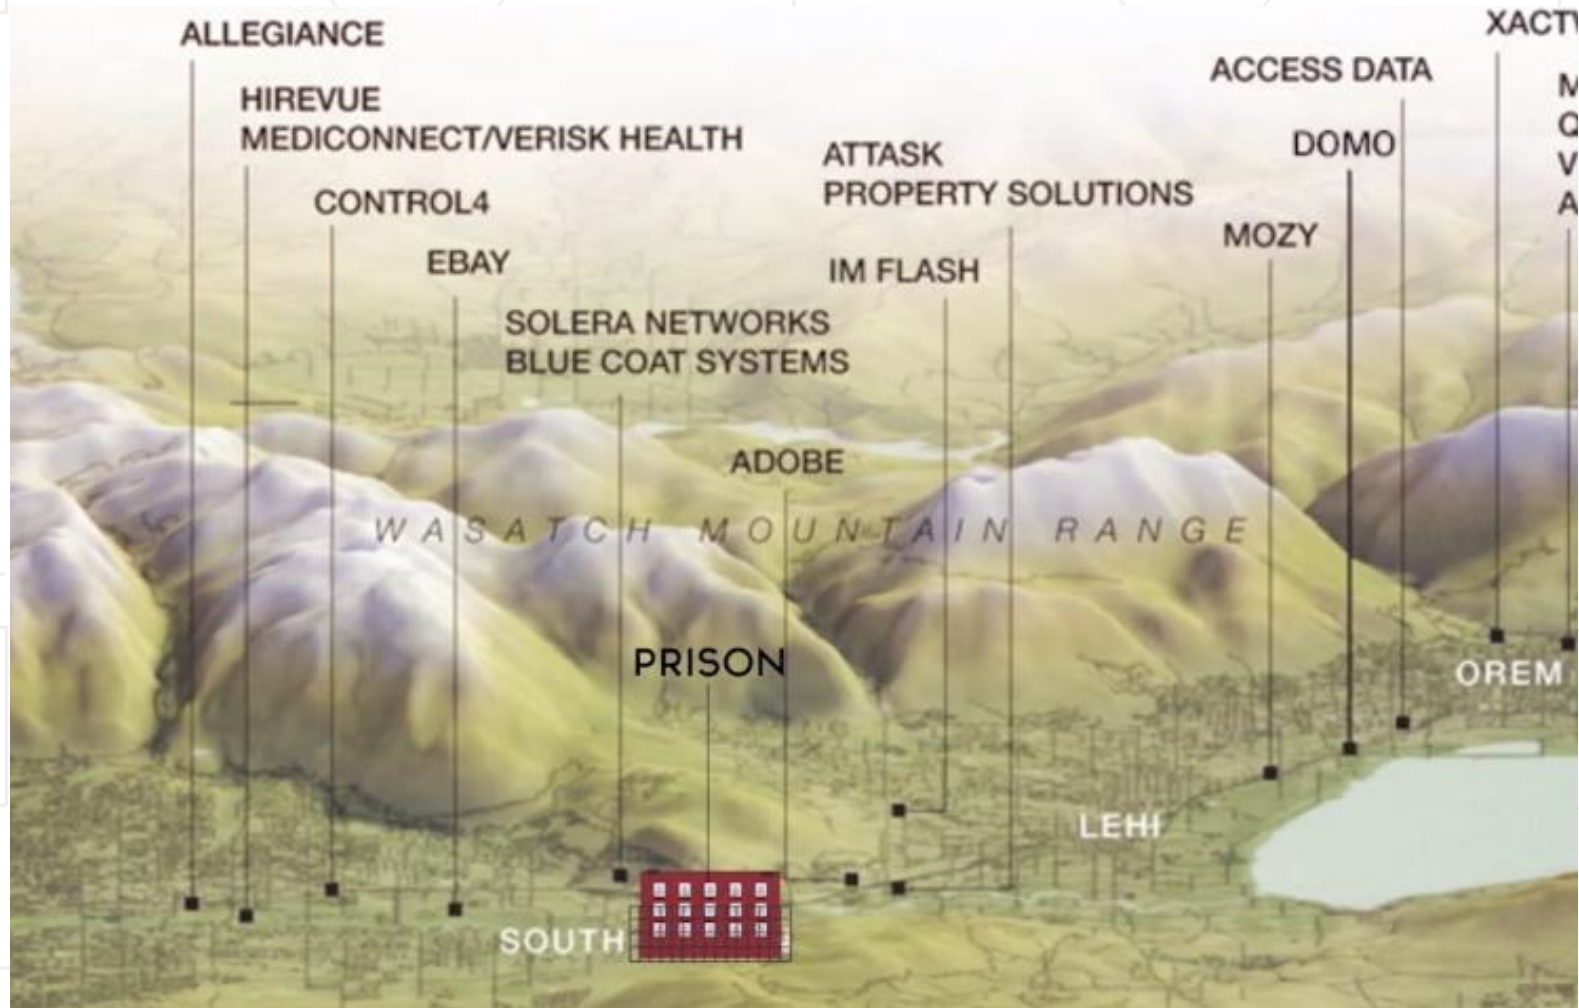 ALLEGIANCE
HIREVUE
MEDICONNECT/VERISK HEALTH
CONTROL4
EBAY
SOLERA NETWORKS
BLUE COAT SYSTEMS
ADOBE
ATTASK
PROPERTY SOLUTIONS
IM FLASH
ACCESS DATA
DOMO
MOZY
XACTW
M
Q
V
A
WASATCH MOUNTAIN RANGE
PRISON
OREM
LEHI
SOUTH